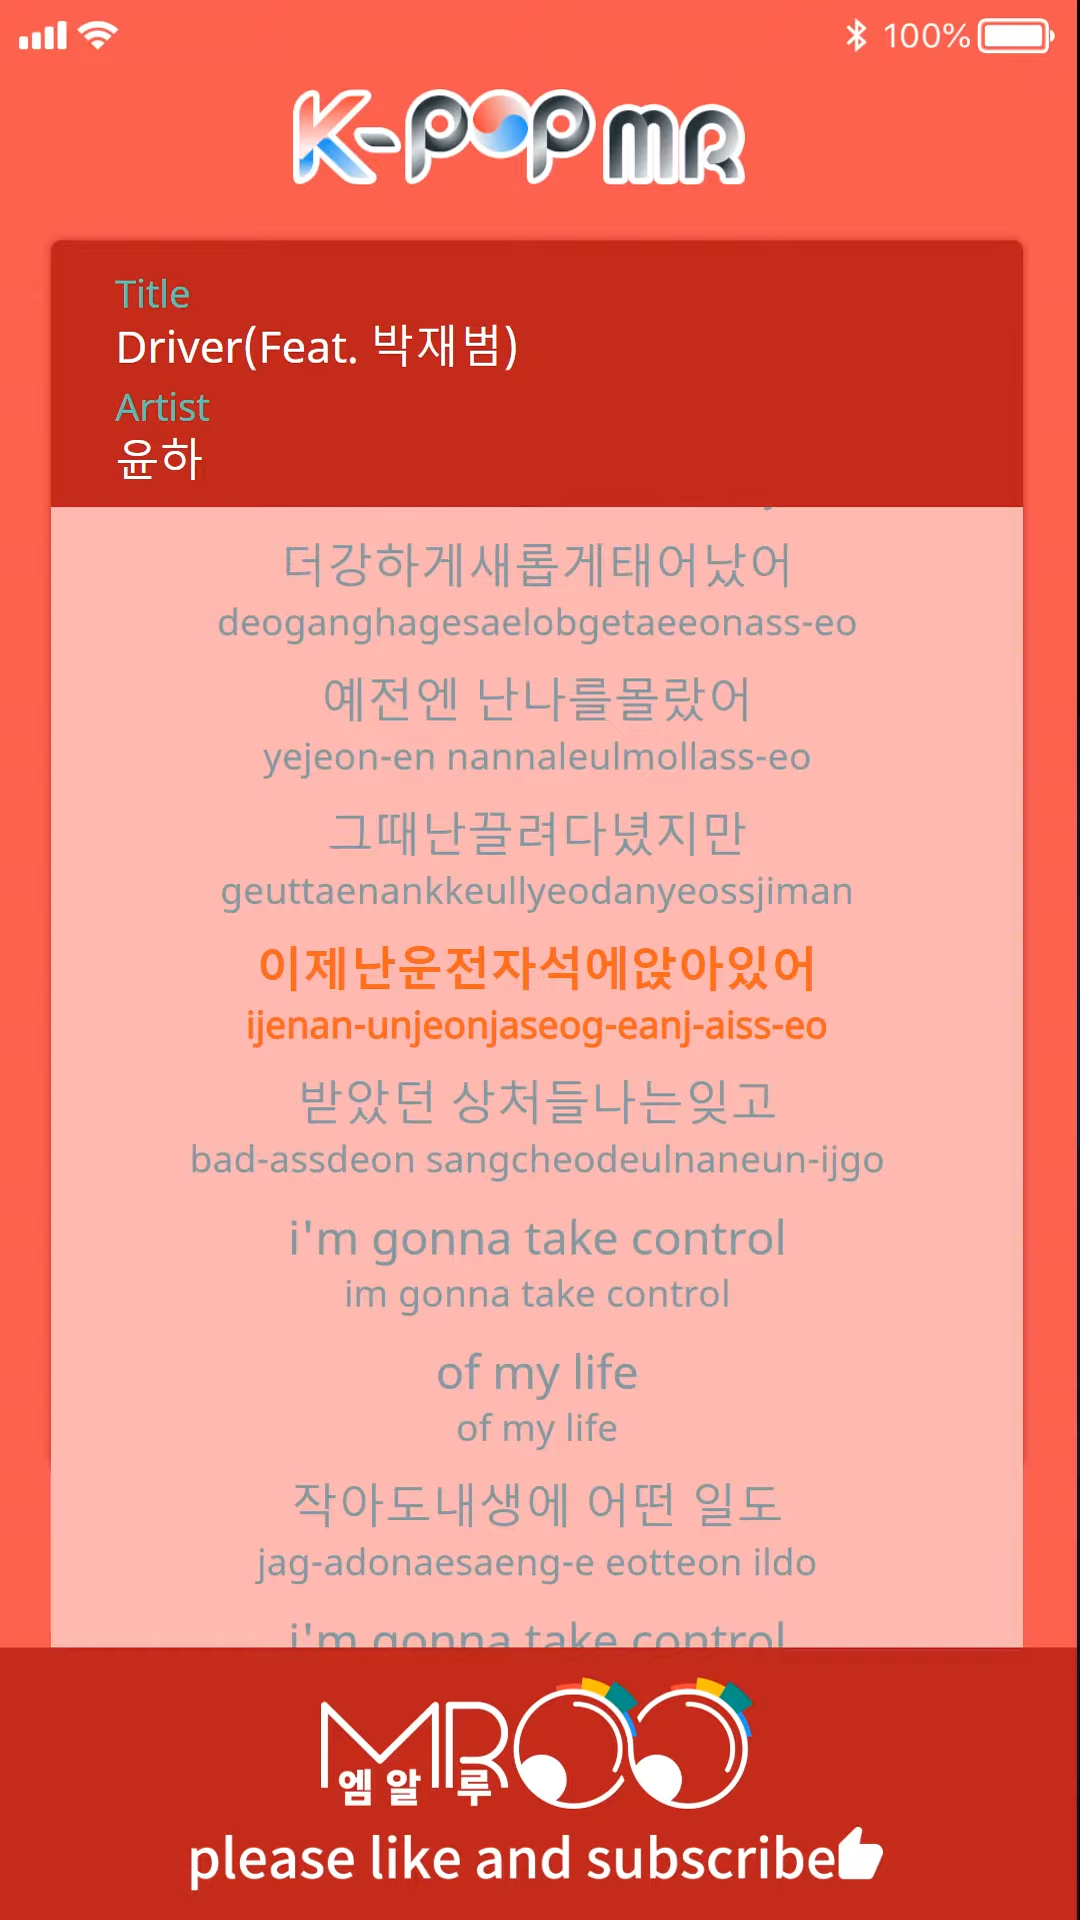 100%
K-POP MR
Title
Driver(Feat. 박재범)
Artist
윤하
더강하게새롭게태어났어
deoganghagesaelobgetaeeonass-eo
예전엔 난나를몰랐어
yejeon-en nannaleulmollass-eo
그때난끌려다녔지만
geuttaenankkeullyeodanyeossjiman
이제난운전자석에앉아있어
ijenan-unjeonjaseog-eanj-aiss-eo
받았던 상처들나는잊고
bad-assdeon sangcheodeulnaneun-ijgo
i'm gonna take control
im gonna take control
of my life
of my life
작아도내생에 어떤 일도
jag-adonaesaeng-e eotteon ildo
i'm gonna take control
MROO
엠알루
please like and subscribe